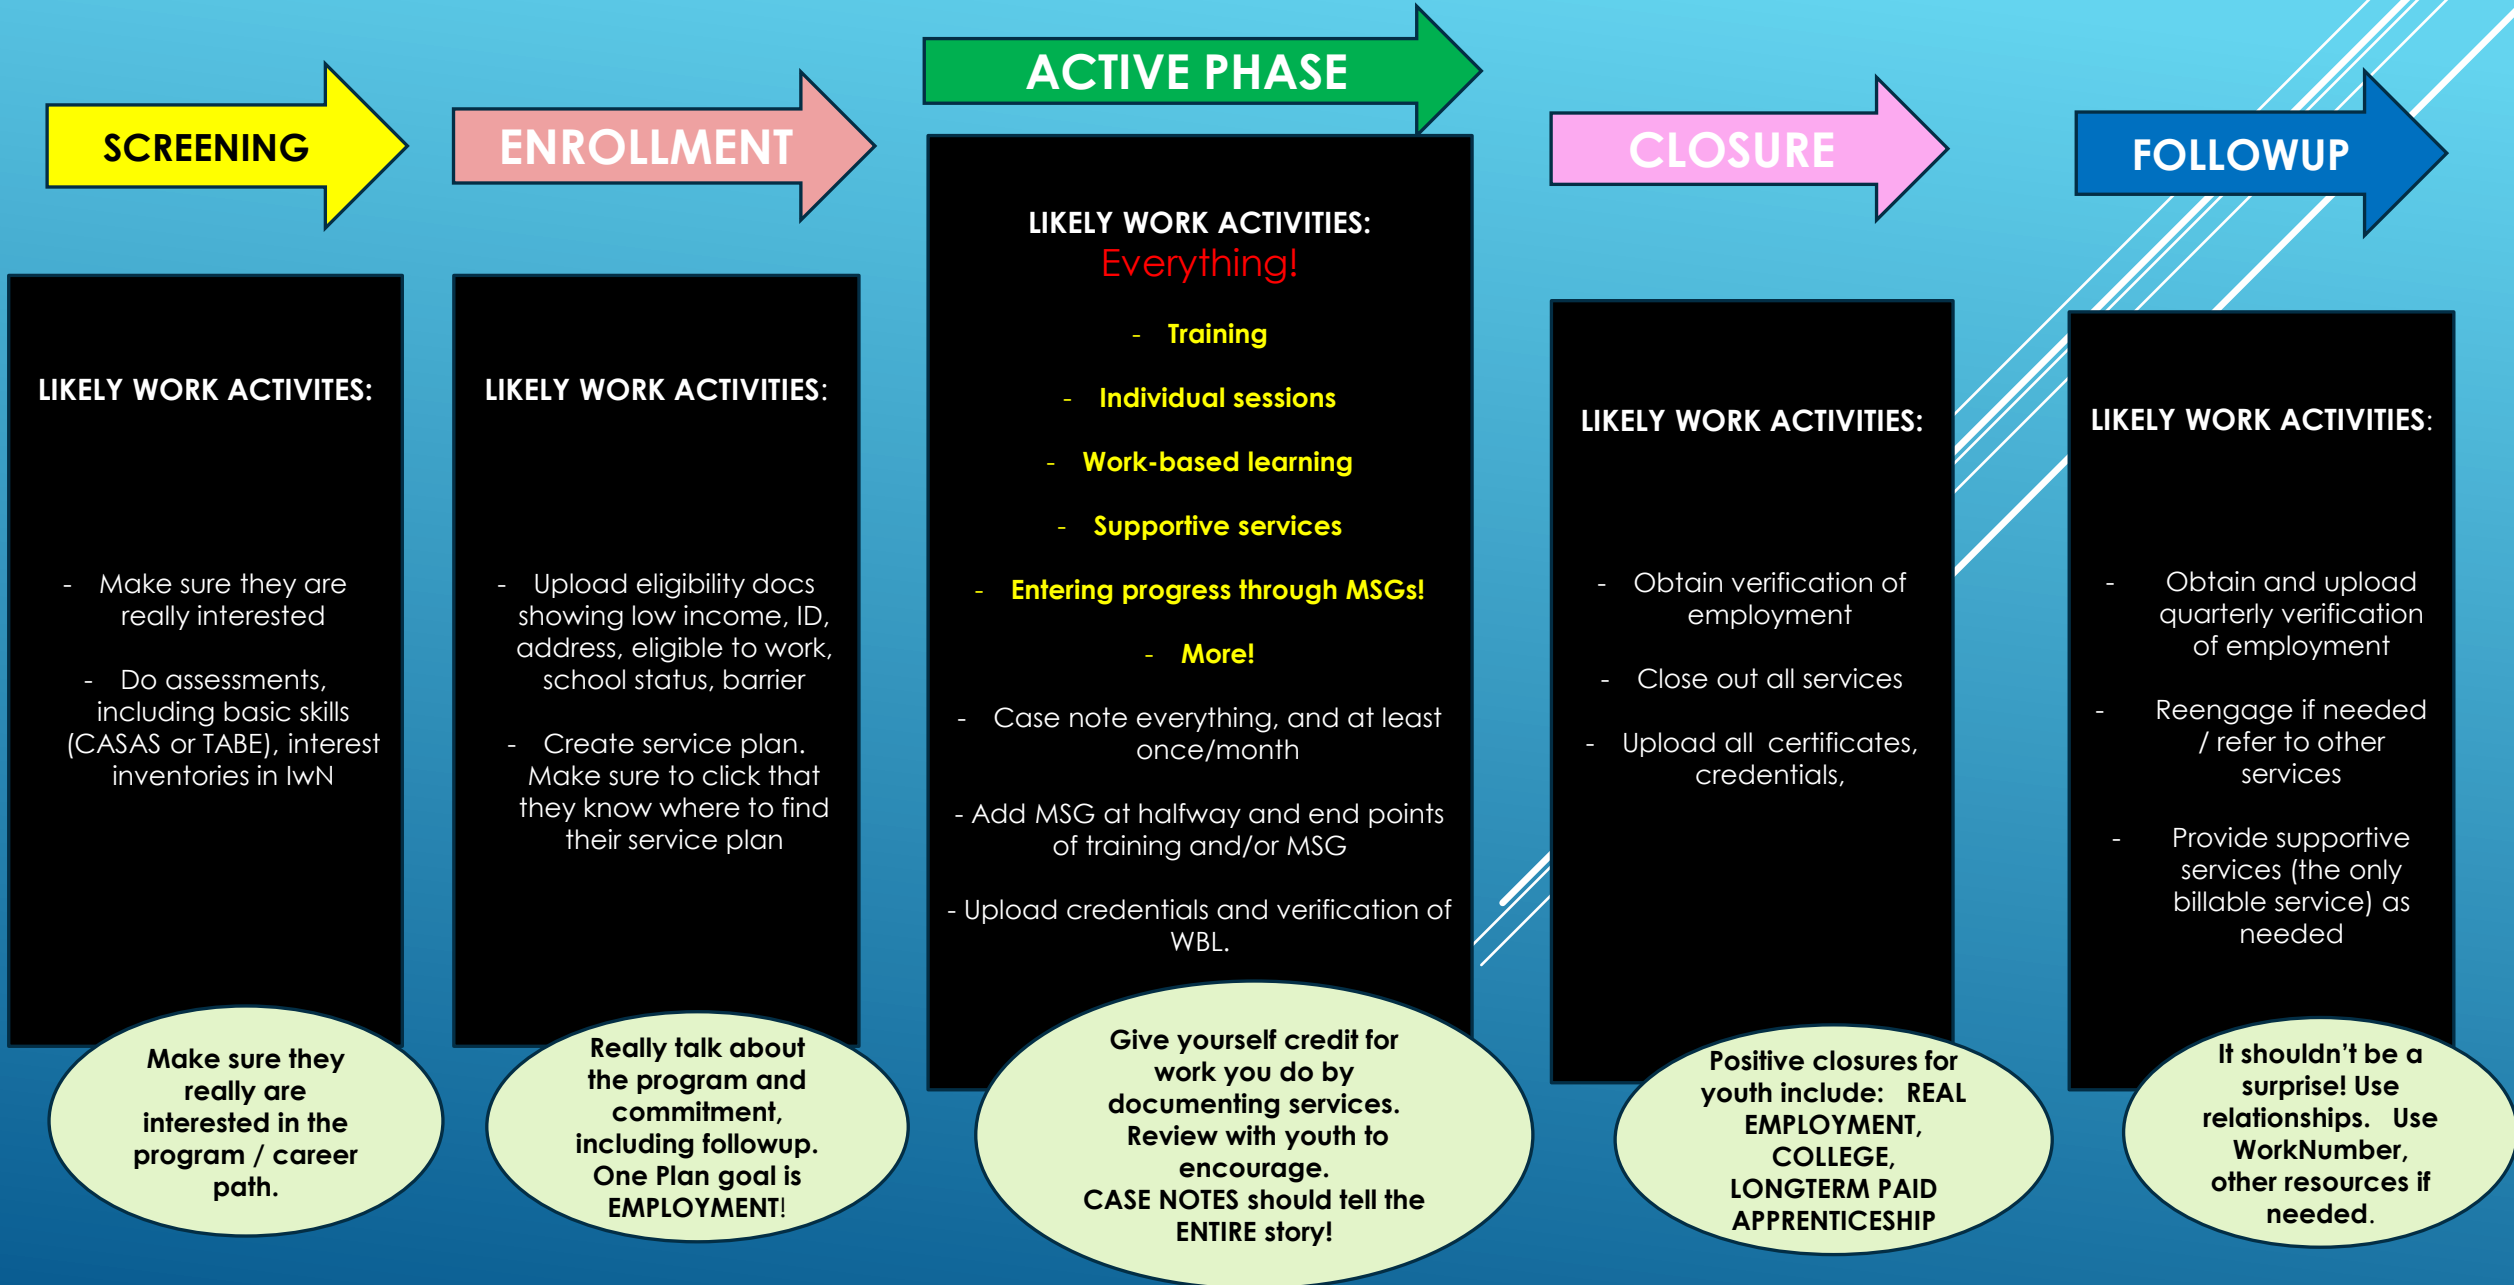 SCREENING
LIKELY WORK ACTIVITES:
- Make sure they are
really interested
- Do assessments,
including basic skills
(CASAS or TABE), interest
inventories in IwN
Make sure they
really are
interested in the
program / career
path.
ENROLLMENT
LIKELY WORK ACTIVITIES:
- Upload eligibility docs
showing low income, ID,
address, eligible to work,
school status, barrier
- Create service plan.
Make sure to click that
they know where to find
their service plan
Really talk about
the program and
commitment,
including followup.
One Plan goal is
EMPLOYMENT!
ACTIVE PHASE
LIKELY WORK ACTIVITIES:
Everything!
- Training
- Individual sessions
- Work-based learning
- Supportive services
- Entering progress through MSGs!
- More!
- Case note everything, and at least
once/month
- Add MSG at halfway and end points
of training and/or MSG
- Upload credentials and verification of
WBL.
Give yourself credit for
work you do by
documenting services.
Review with youth to
encourage.
CASE NOTES should tell the
ENTIRE story!
CLOSURE
LIKELY WORK ACTIVITIES:
- Obtain verification of
employment
- Close out all services
- Upload all certificates,
credentials,
Positive closures for
youth include: REAL
EMPLOYMENT,
COLLEGE,
LONGTERM PAID
APPRENTICESHIP
FOLLOWUP
LIKELY WORK ACTIVITIES:
- Obtain and upload
quarterly verification
of employment
- Reengage if needed
/ refer to other
services
- Provide supportive
services (the only
billable service) as
needed
It shouldn't be a
surprise! Use
relationships. Use
WorkNumber,
other resources if
needed.